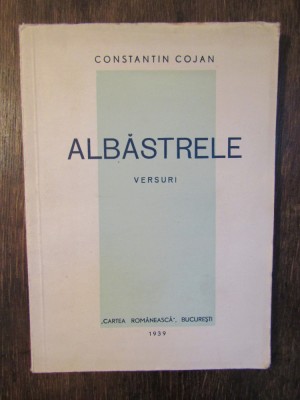 CONSTANTIN COJAN
ALBĂSTRELE
VERSURI
„CARTEA ROMÂNEASCĂ”, BUCUREȘTI
1939